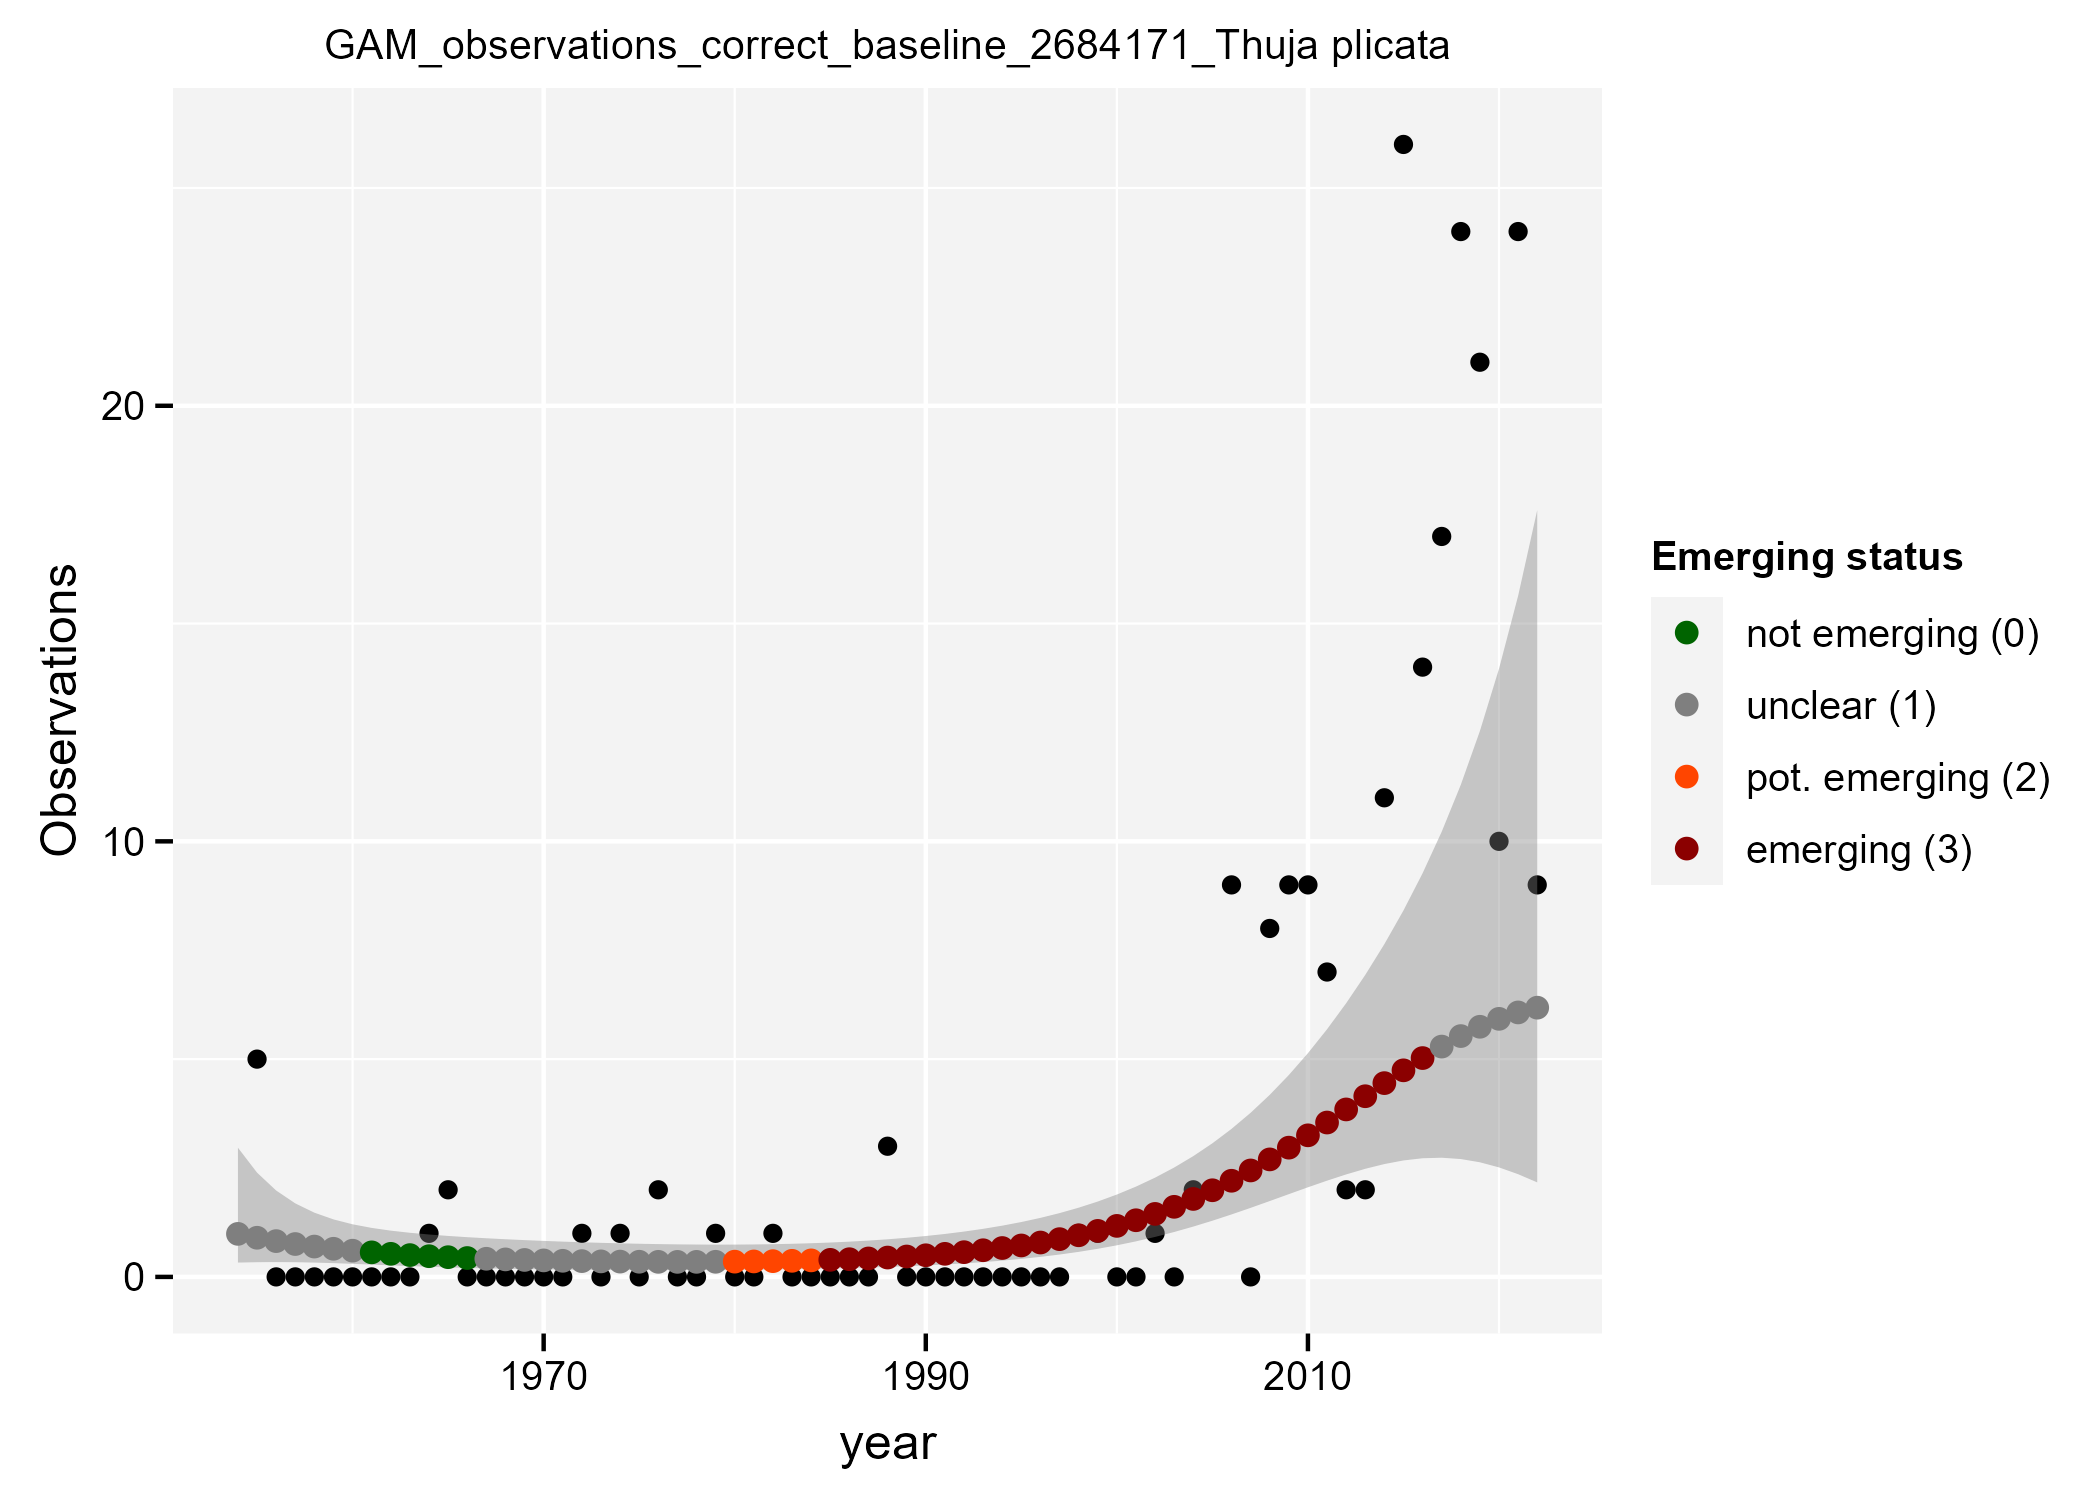 GAM_observations_correct_baseline_2684171_Thuja plicata
Observations
20
10
0
1970
1990
2010
year
Emerging status
not emerging (0)
unclear (1)
pot. emerging (2)
emerging (3)